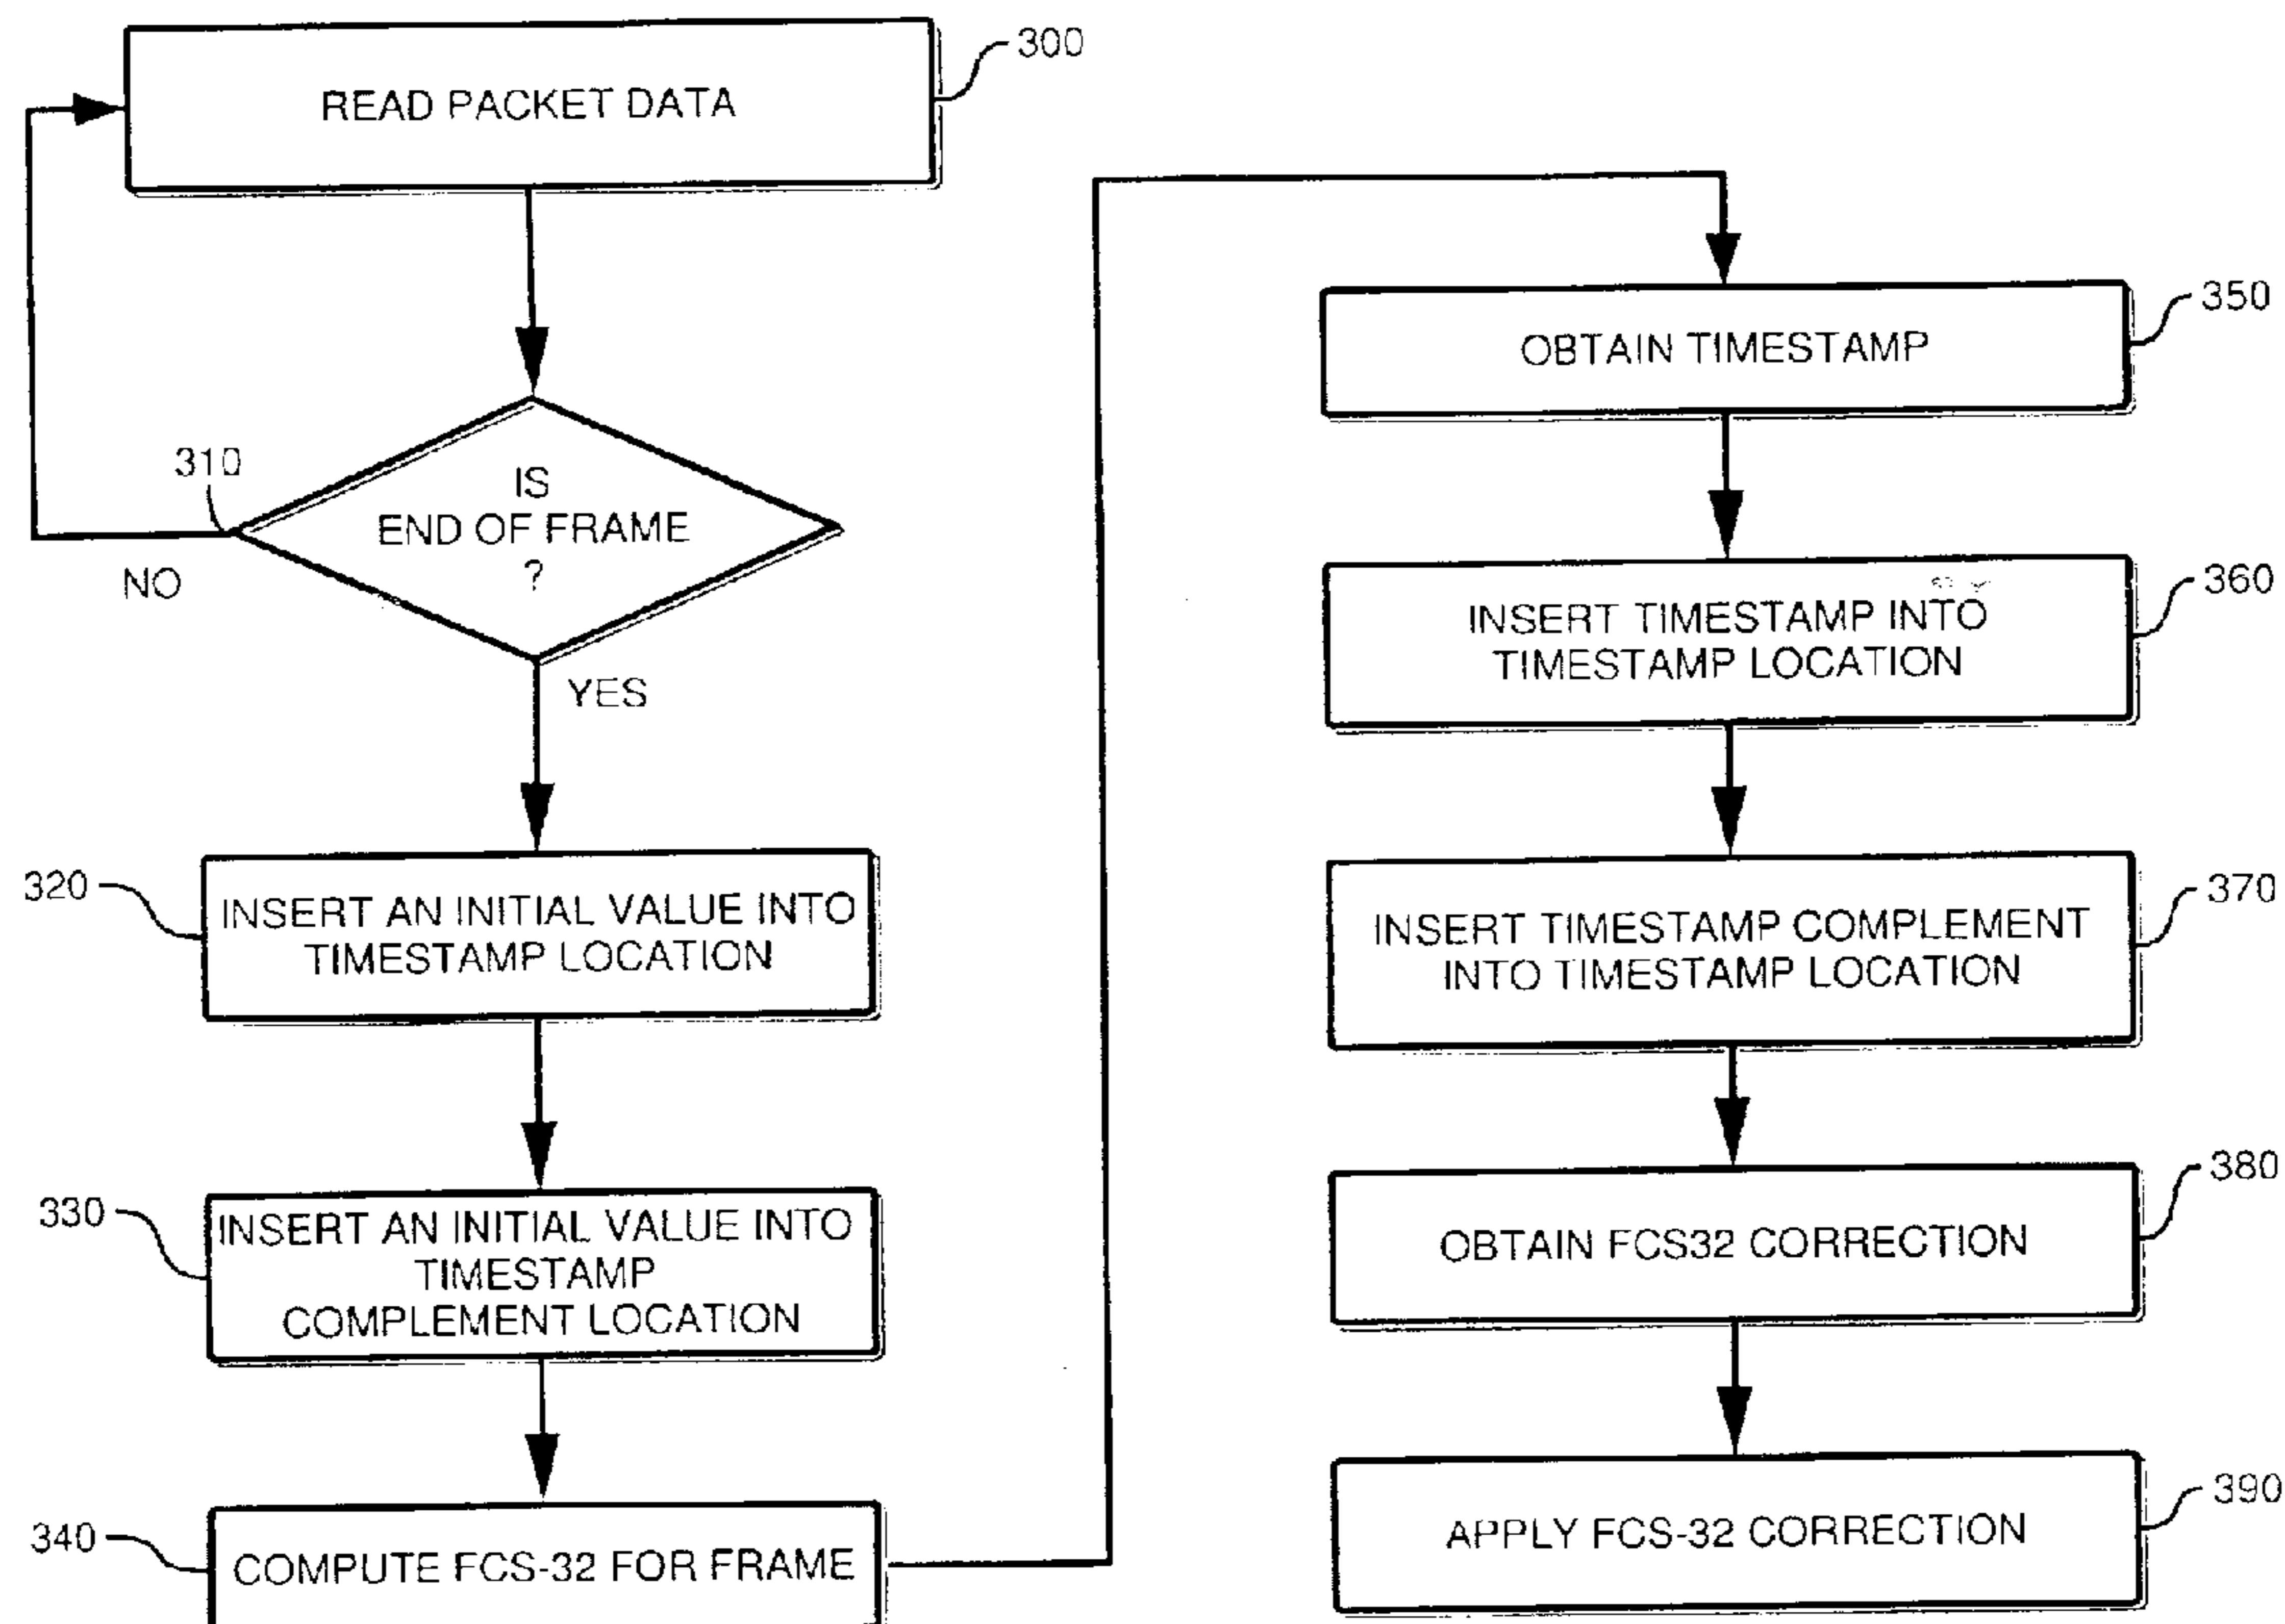 300
READ PACKET DATA
310
IS
END OF FRAME
?
NO
YES
320
INSERT AN INITIAL VALUE INTO
TIMESTAMP LOCATION
330
INSERT AN INITIAL VALUE INTO
TIMESTAMP
COMPLEMENT LOCATION
340
COMPUTE FCS-32 FOR FRAME
350
OBTAIN TIMESTAMP
360
INSERT TIMESTAMP INTO
TIMESTAMP LOCATION
370
INSERT TIMESTAMP COMPLEMENT
INTO TIMESTAMP LOCATION
380
OBTAIN FCS32 CORRECTION
390
APPLY FCS-32 CORRECTION